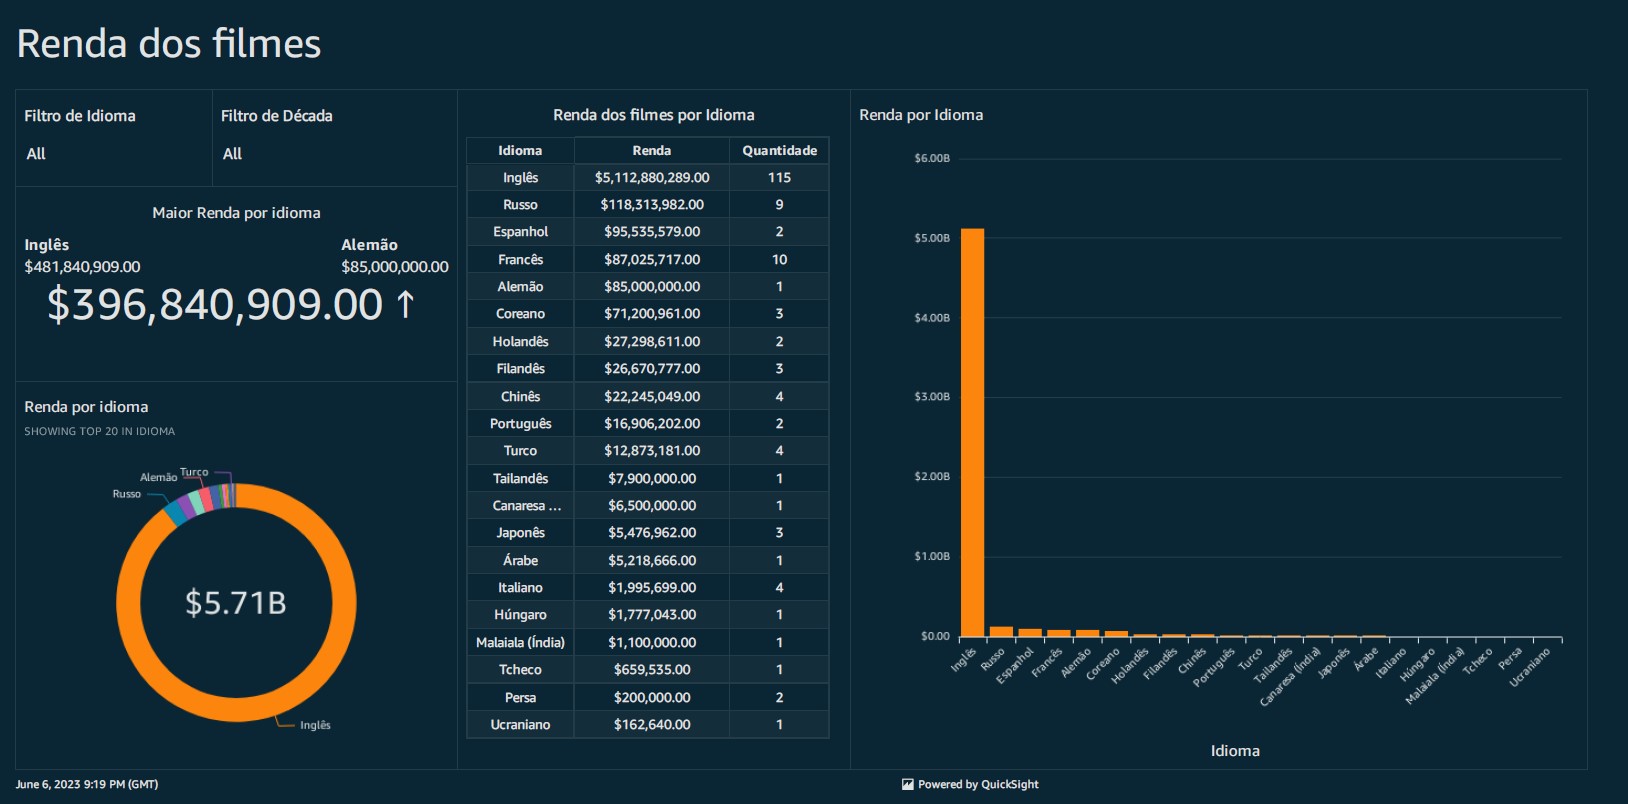 Renda dos filmes
Filtro de Idioma
All
Filtro de Década
All
Maior Renda por idioma
Inglês
$481,840,909.00
Alemão
$85,000,000.00
$396,840,909.00 ↑
Renda por idioma
SHOWING TOP 20 IN IDIOMA
Turco
Alemão
Russo
$5.71B
Inglês
Renda dos filmes por Idioma
Idioma Renda Quantidade
Inglês $5,112,880,289.00 115
Russo $118,313,982.00 9
Espanhol $95,535,579.00 2
Francês $87,025,717.00 10
Alemão $85,000,000.00 1
Coreano $71,200,961.00 3
Holandês $27,298,611.00 2
Filandês $26,670,777.00 3
Chinês $22,245,049.00 4
Português $16,906,202.00 2
Turco $12,873,181.00 4
Tailandês $7,900,000.00 1
Canaresa ... $6,500,000.00 1
Japonês $5,476,962.00 3
Árabe $5,218,666.00 1
Italiano $1,995,699.00 4
Húngaro $1,777,043.00 1
Malaiala (Índia) $1,100,000.00 1
Tcheco $659,535.00 1
Persa $200,000.00 2
Ucraniano $162,640.00 1
Renda por Idioma
$6.00B
$5.00B
$4.00B
$3.00B
$2.00B
$1.00B
$0.00
Inglês
Russo
Espanhol
Francês
Alemão
Coreano
Holandês
Filandês
Chinês
Português
Turco
Tailandês
Canaresa (Índia)
Japonês
Árabe
Italiano
Húngaro
Malaiala (Índia)
Tcheco
Persa
Ucraniano
Idioma
June 6, 2023 9:19 PM (GMT)
Powered by QuickSight